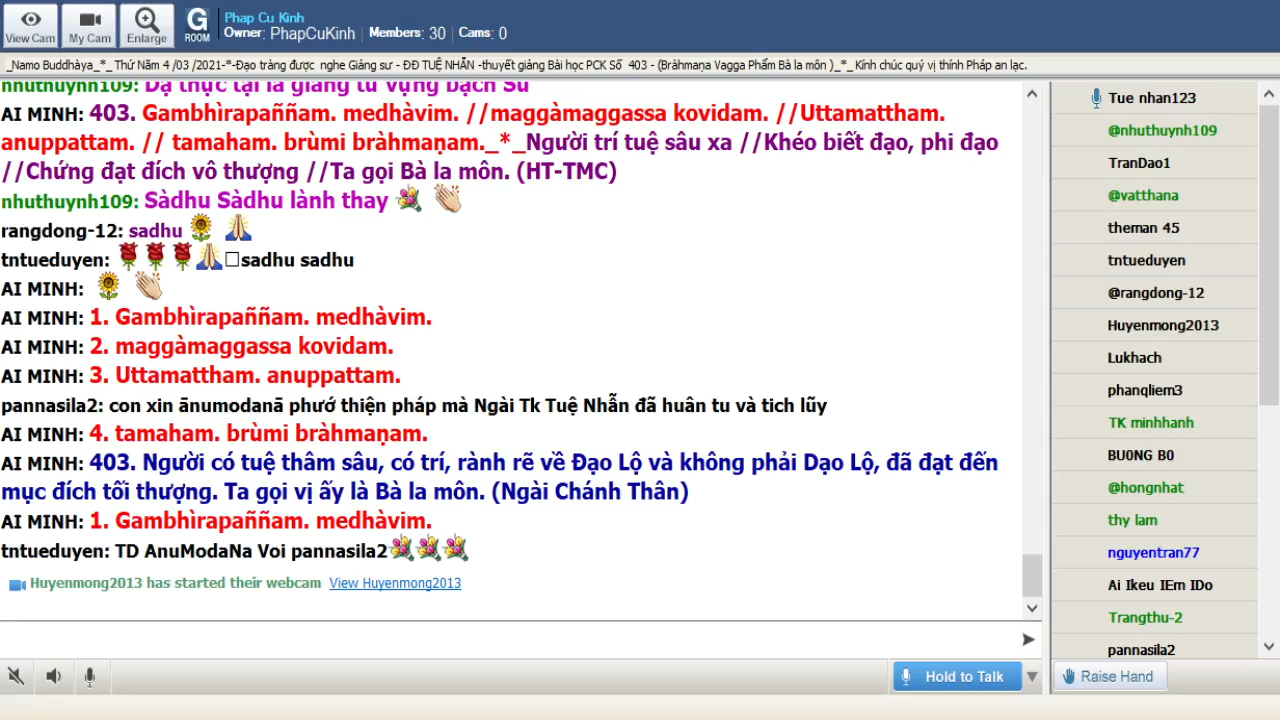 View Cam
My Cam
Enlarge
G
ROOM
Phap Cu Kinh
Owner: PhapCuKinh | Members: 30 | Cams: 0
_Namo Buddhàya_*_ Thứ Năm 4 /03 /2021-*-Đạo tràng được nghe Giảng sư - ĐĐ TUỆ NHẪN -thuyết giảng Bài học PCK Số 403 - (Bràhmaṇa Vagga Phẩm Bà la môn )_*_ Kính chúc quý vị thính Pháp an lạc.
nhuthuynh109: Dạ thực tại là giảng tu vựng bạch Sư
AI MINH: 403. Gambhìrapaññam. medhàvim. //maggàmaggassa kovidam. //Uttamattham.
anuppattam. // tamaham. brùmi bràhmaṇam._*_Người trí tuệ sâu xa //Khéo biết đạo, phi đạo
//Chứng đạt đích vô thượng //Ta gọi Bà la môn. (HT-TMC)
nhuthuynh109: Sàdhu Sàdhu lành thay
rangdong-12: sadhu
tntueduyen: sadhu sadhu
AI MINH:
AI MINH: 1. Gambhìrapaññam. medhàvim.
AI MINH: 2. maggàmaggassa kovidam.
AI MINH: 3. Uttamattham. anuppattam.
pannasila2: con xin ānumodanā phướ thiện pháp mà Ngài Tk Tuệ Nhẫn đã huân tu và tich lũy
AI MINH: 4. tamaham. brùmi bràhmaṇam.
AI MINH: 403. Người có tuệ thâm sâu, có trí, rành rẽ về Đạo Lộ và không phải Dạo Lộ, đã đạt đến
mục đích tối thượng. Ta gọi vị ấy là Bà la môn. (Ngài Chánh Thân)
AI MINH: 1. Gambhìrapaññam. medhàvim.
tntueduyen: TD AnuModaNa Voi pannasila2
Huyenmong2013 has started their webcam View Huyenmong2013
Hold to Talk
Tue nhan123
@nhuthuynh109
TranDao1
@vatthana
theman 45
tntueduyen
@rangdong-12
Huyenmong2013
Lukhach
phanqliem3
TK minhhanh
BU0NG B0
@hongnhat
thy lam
nguyentran77
Ai Ikeu IEm IDo
Trangthu-2
pannasila2
Raise Hand